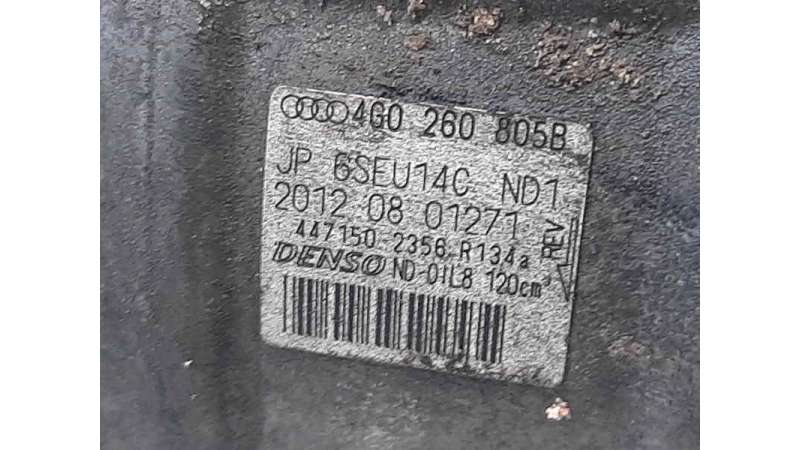 4G0 260 805B
JP 6SEU14C ND1
2012 08 01271
447150-2356 R134a
DENSO ND-OIL8 120cm³
REV